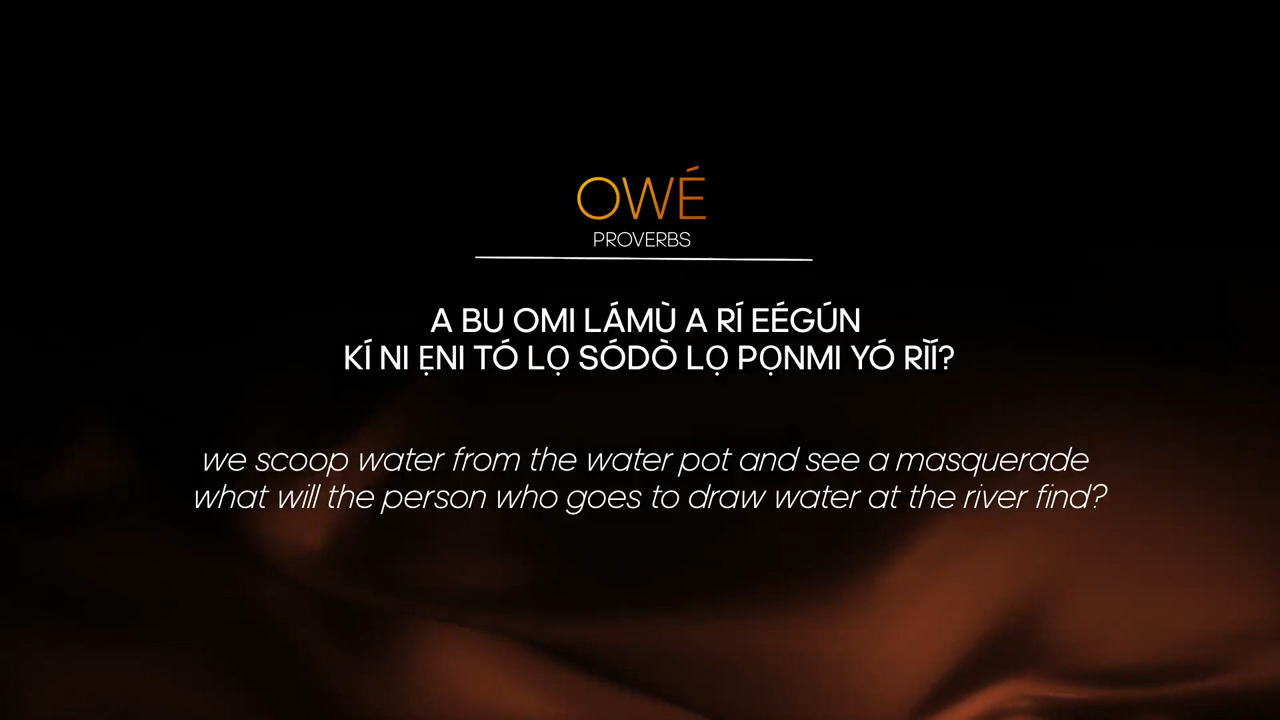 OWÉ
PROVERBS
A BU OMI LÁMÙ A RÍ EÉGÚN
KÍ NI ẸNI TÓ LỌ SÓDÒ LỌ PỌNMI YÓ RĬÍ?
we scoop water from the water pot and see a masquerade
what will the person who goes to draw water at the river find?